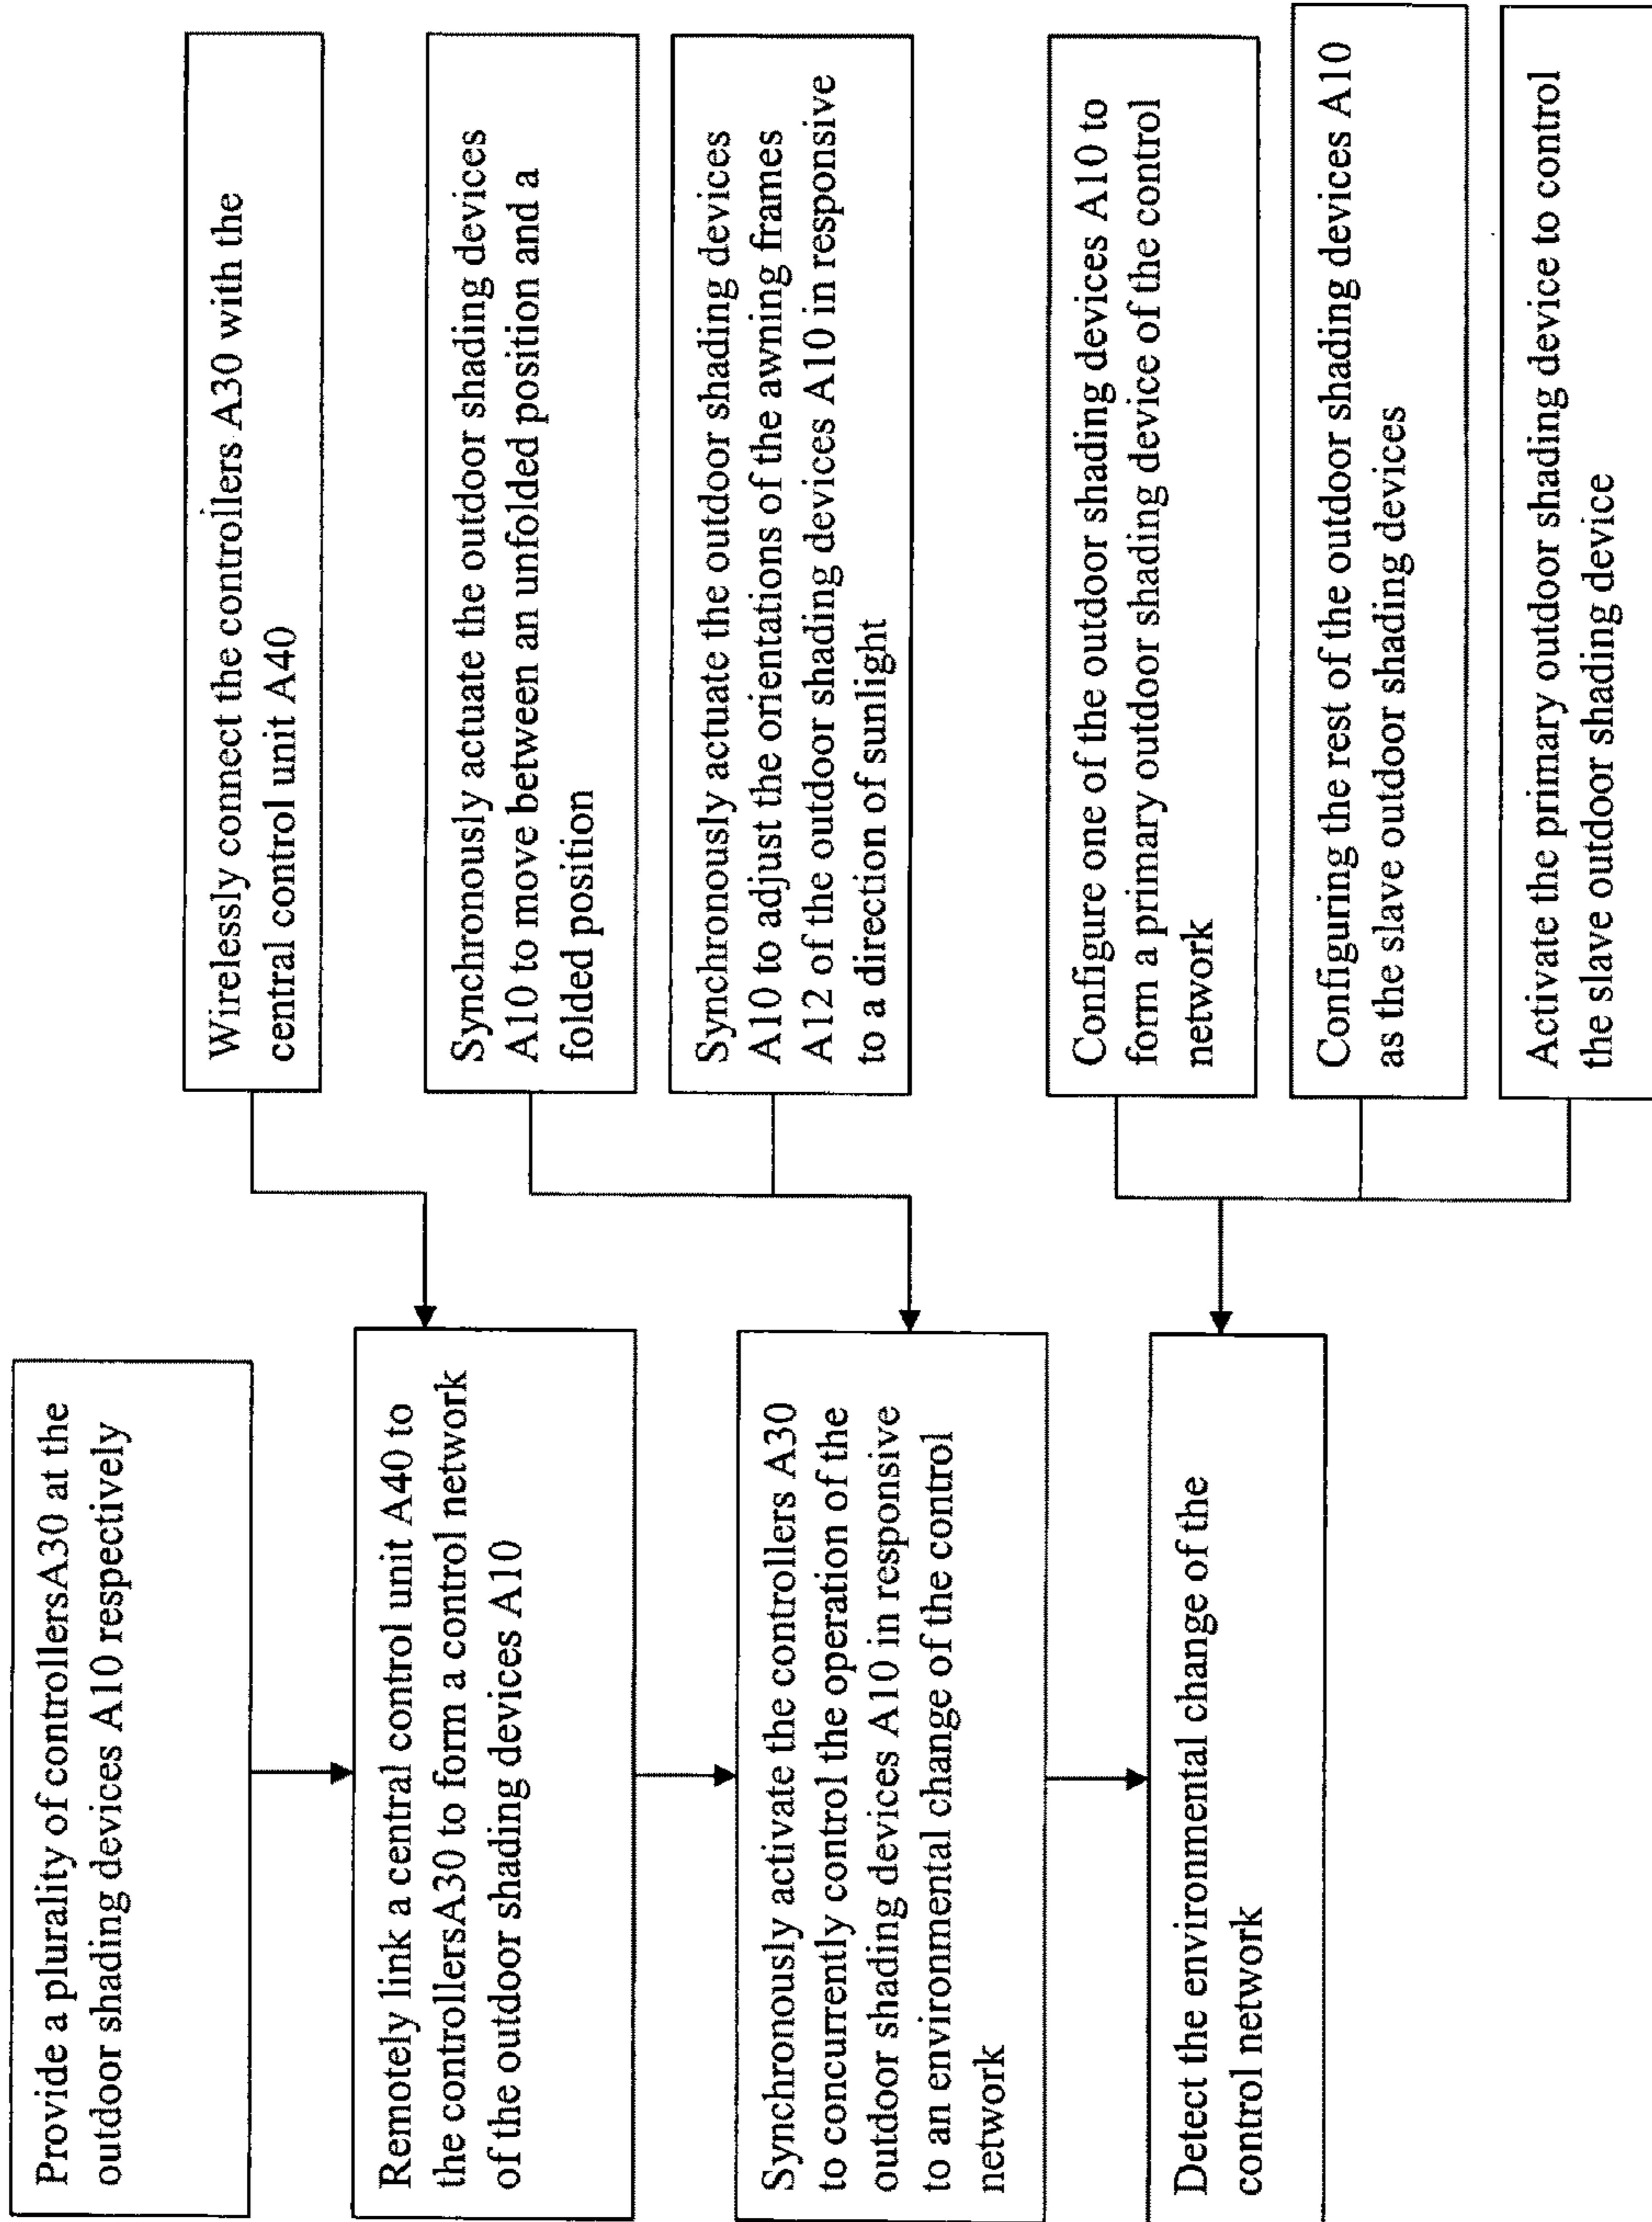 Provide a plurality of controllersA30 at the
outdoor shading devices A10 respectively
Remotely link a central control unit A40 to
the controllersA30 to form a control network
of the outdoor shading devices A10
Synchronously activate the controllers A30
to concurrently control the operation of the
outdoor shading devices A10 in responsive
to an environmental change of the control
network
Detect the environmental change of the
control network
Wirelessly connect the controllers A30 with the
central control unit A40
Synchronously actuate the outdoor shading devices
A10 to move between an unfolded position and a
folded position
Synchronously actuate the outdoor shading devices
A10 to adjust the orientations of the awning frames
A12 of the outdoor shading devices A10 in responsive
to a direction of sunlight
Configure one of the outdoor shading devices A10 to
form a primary outdoor shading device of the control
network
Configuring the rest of the outdoor shading devices A10
as the slave outdoor shading devices
Activate the primary outdoor shading device to control
the slave outdoor shading device